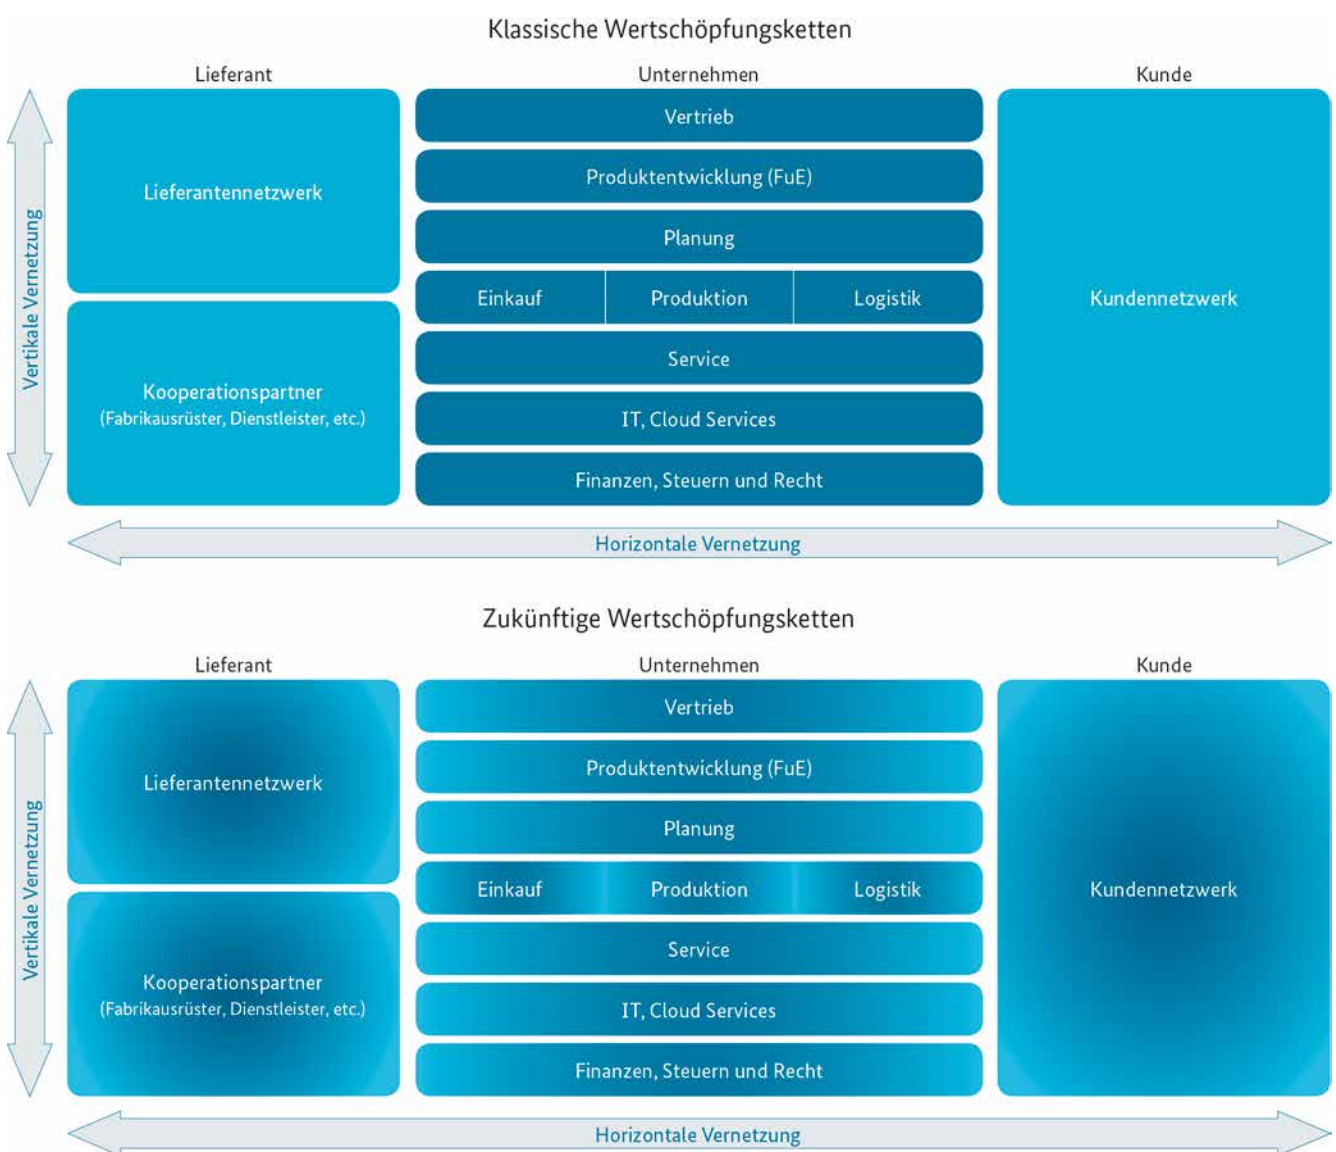 Klassische Wertschöpfungsketten
Lieferant
Unternehmen
Kunde
Vertikale Vernetzung
Lieferantennetzwerk
Kooperationspartner
(Fabrikausrüster, Dienstleister, etc.)
Vertrieb
Produktentwicklung (FuE)
Planung
Einkauf
Produktion
Logistik
Service
IT, Cloud Services
Finanzen, Steuern und Recht
Kundennetzwerk
Horizontale Vernetzung
Zukünftige Wertschöpfungsketten
Lieferant
Unternehmen
Kunde
Vertikale Vernetzung
Lieferantennetzwerk
Kooperationspartner
(Fabrikausrüster, Dienstleister, etc.)
Vertrieb
Produktentwicklung (FuE)
Planung
Einkauf
Produktion
Logistik
Service
IT, Cloud Services
Finanzen, Steuern und Recht
Kundennetzwerk
Horizontale Vernetzung